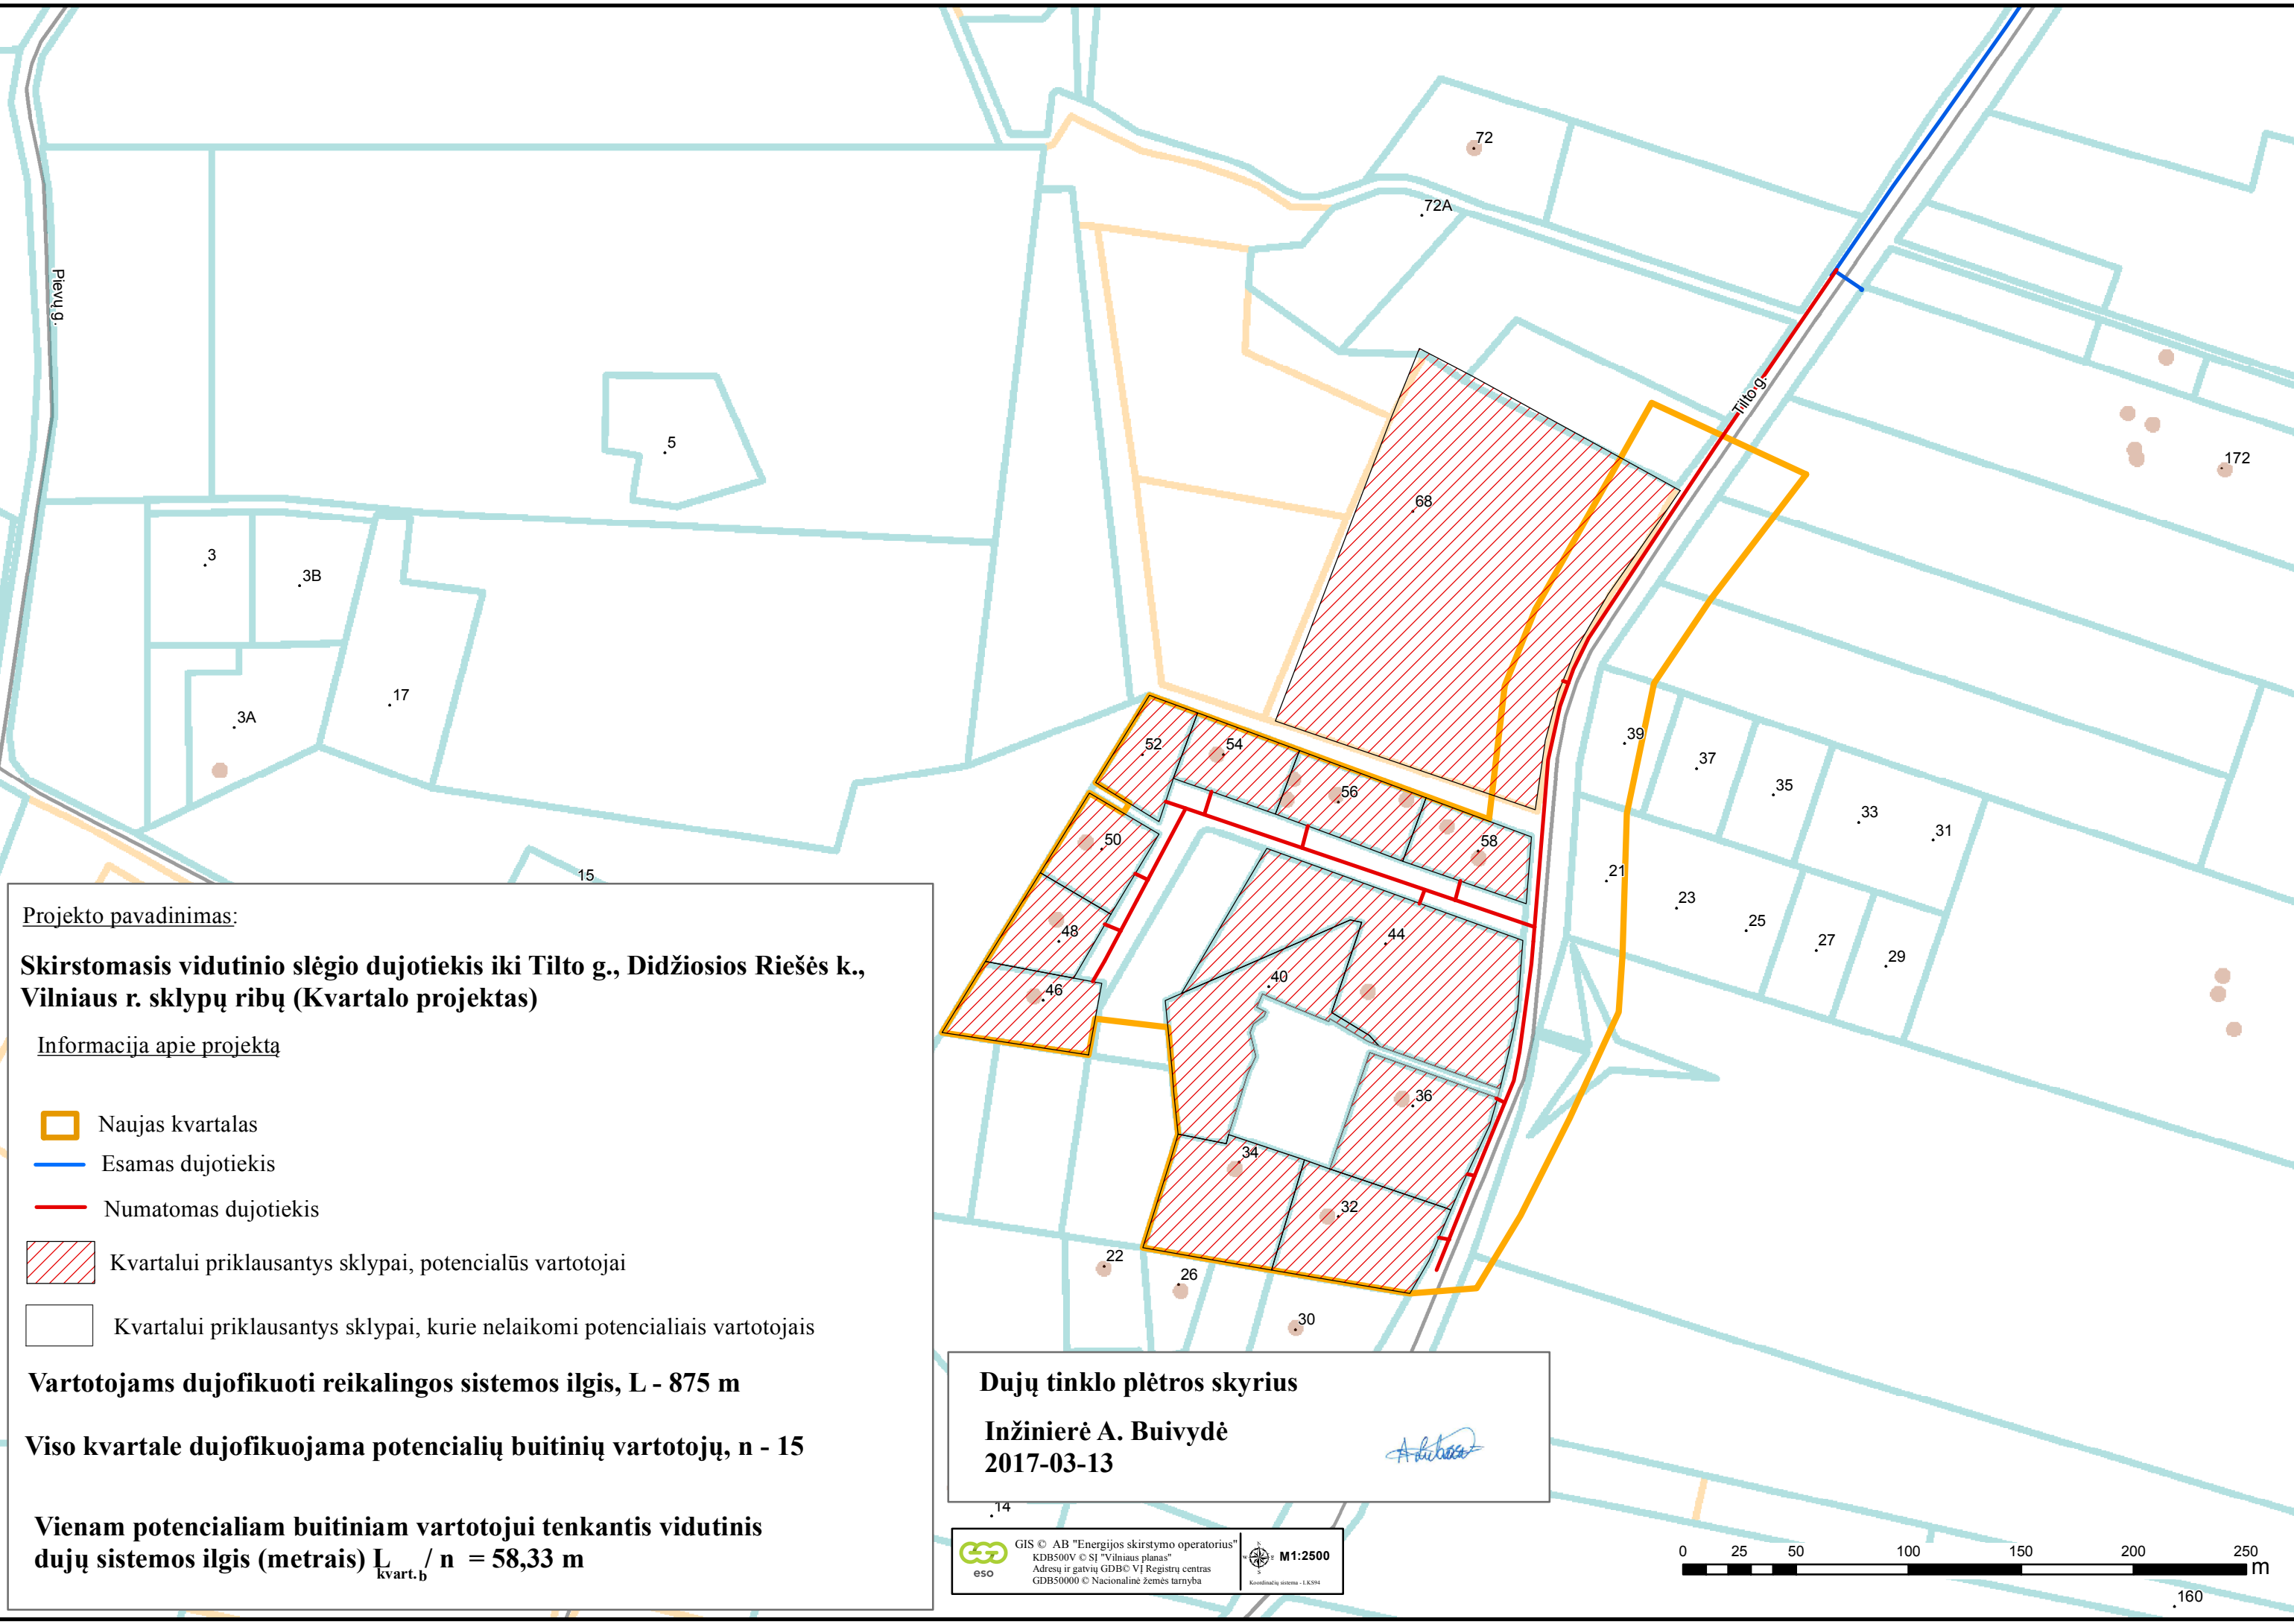 72
72A
Pievų g.
Tilto g.
5
68
172
3
3B
17
3A
52
54
56
58
50
48
46
44
40
36
34
32
39
37
35
33
31
21
23
25
27
29
22
26
30
15
14
160
Projekto pavadinimas:
Skirstomasis vidutinio slėgio dujotiekis iki Tilto g., Didžiosios Riešės k.,
Vilniaus r. sklypų ribų (Kvartalo projektas)
Informacija apie projektą
Naujas kvartalas
Esamas dujotiekis
Numatomas dujotiekis
Kvartalui priklausantys sklypai, potencialūs vartotojai
Kvartalui priklausantys sklypai, kurie nelaikomi potencialiais vartotojais
Vartotojams dujofikuoti reikalingos sistemos ilgis, L - 875 m
Viso kvartale dujofikuojama potencialių buitinių vartotojų, n - 15
Vienam potencialiam buitiniam vartotojui tenkantis vidutinis
dujų sistemos ilgis (metrais) L kvart.b / n = 58,33 m
Dujų tinklo plėtros skyrius
Inžinierė A. Buivydė
2017-03-13
eso
GIS © AB "Energijos skirstymo operatorius"
KDB500V © SĮ "Vilniaus planas"
Adresų ir gatvių GDB© VĮ Registrų centras
GDB50000 © Nacionalinė žemės tarnyba
M1:2500
Koordinačių sistema - LKS94
0 25 50 100 150 200 250
m